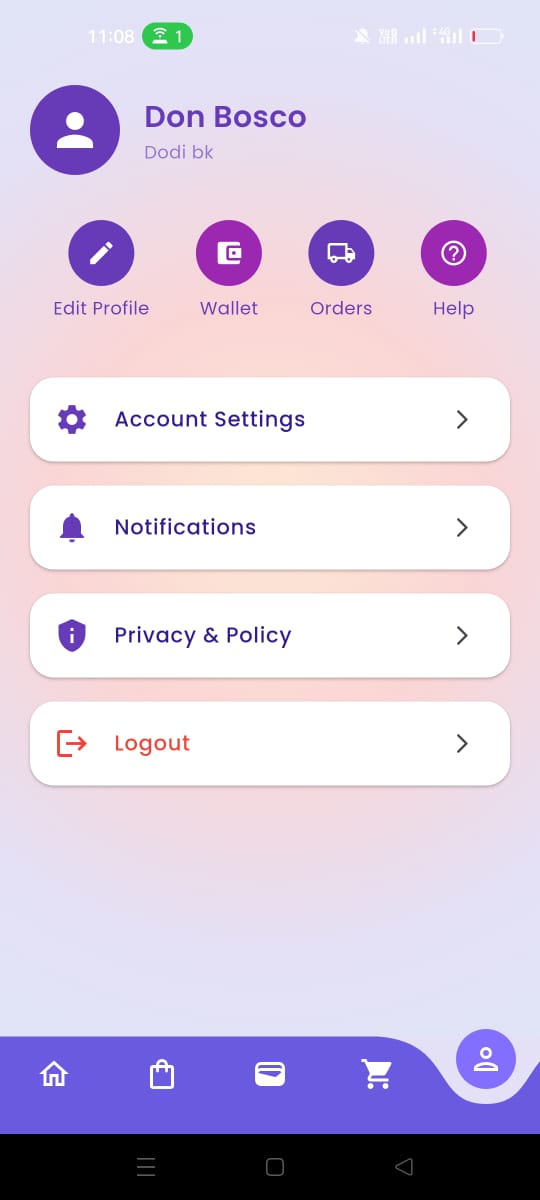 11:08 1
Don Bosco
Dodi bk
Edit Profile Wallet Orders Help
Account Settings
Notifications
Privacy & Policy
Logout